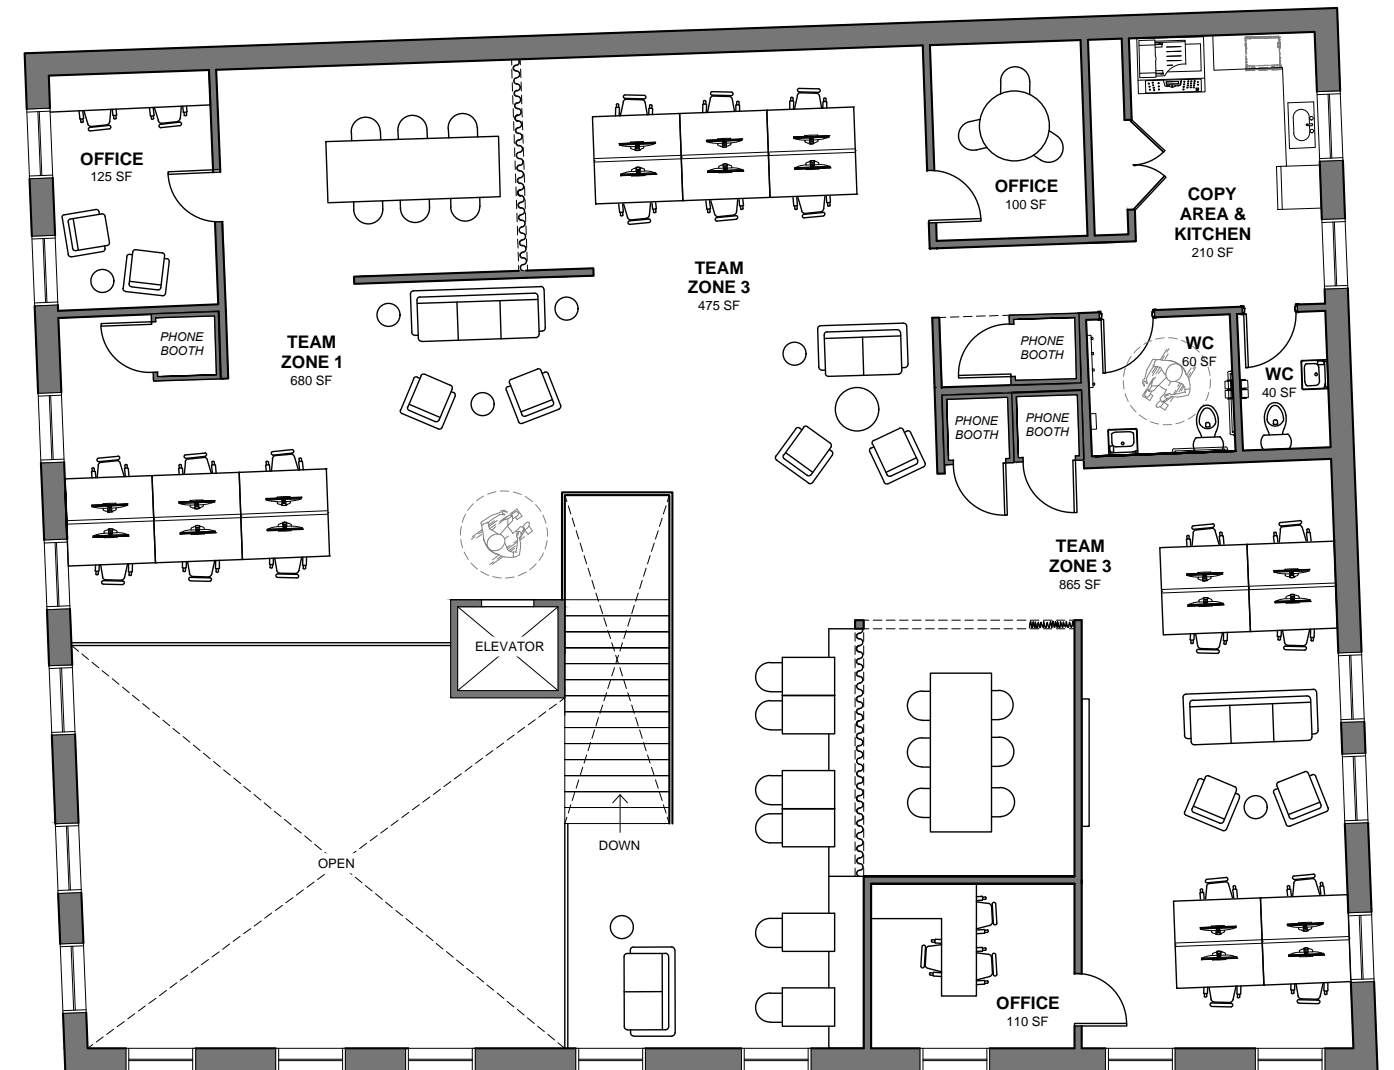 OFFICE
125 SF
OFFICE
100 SF
COPY
AREA &
KITCHEN
210 SF
TEAM
ZONE 3
475 SF
PHONE
BOOTH
TEAM
ZONE 1
680 SF
PHONE
BOOTH
WC
60 SF
WC
40 SF
PHONE
BOOTH
PHONE
BOOTH
TEAM
ZONE 3
865 SF
ELEVATOR
DOWN
OPEN
OFFICE
110 SF